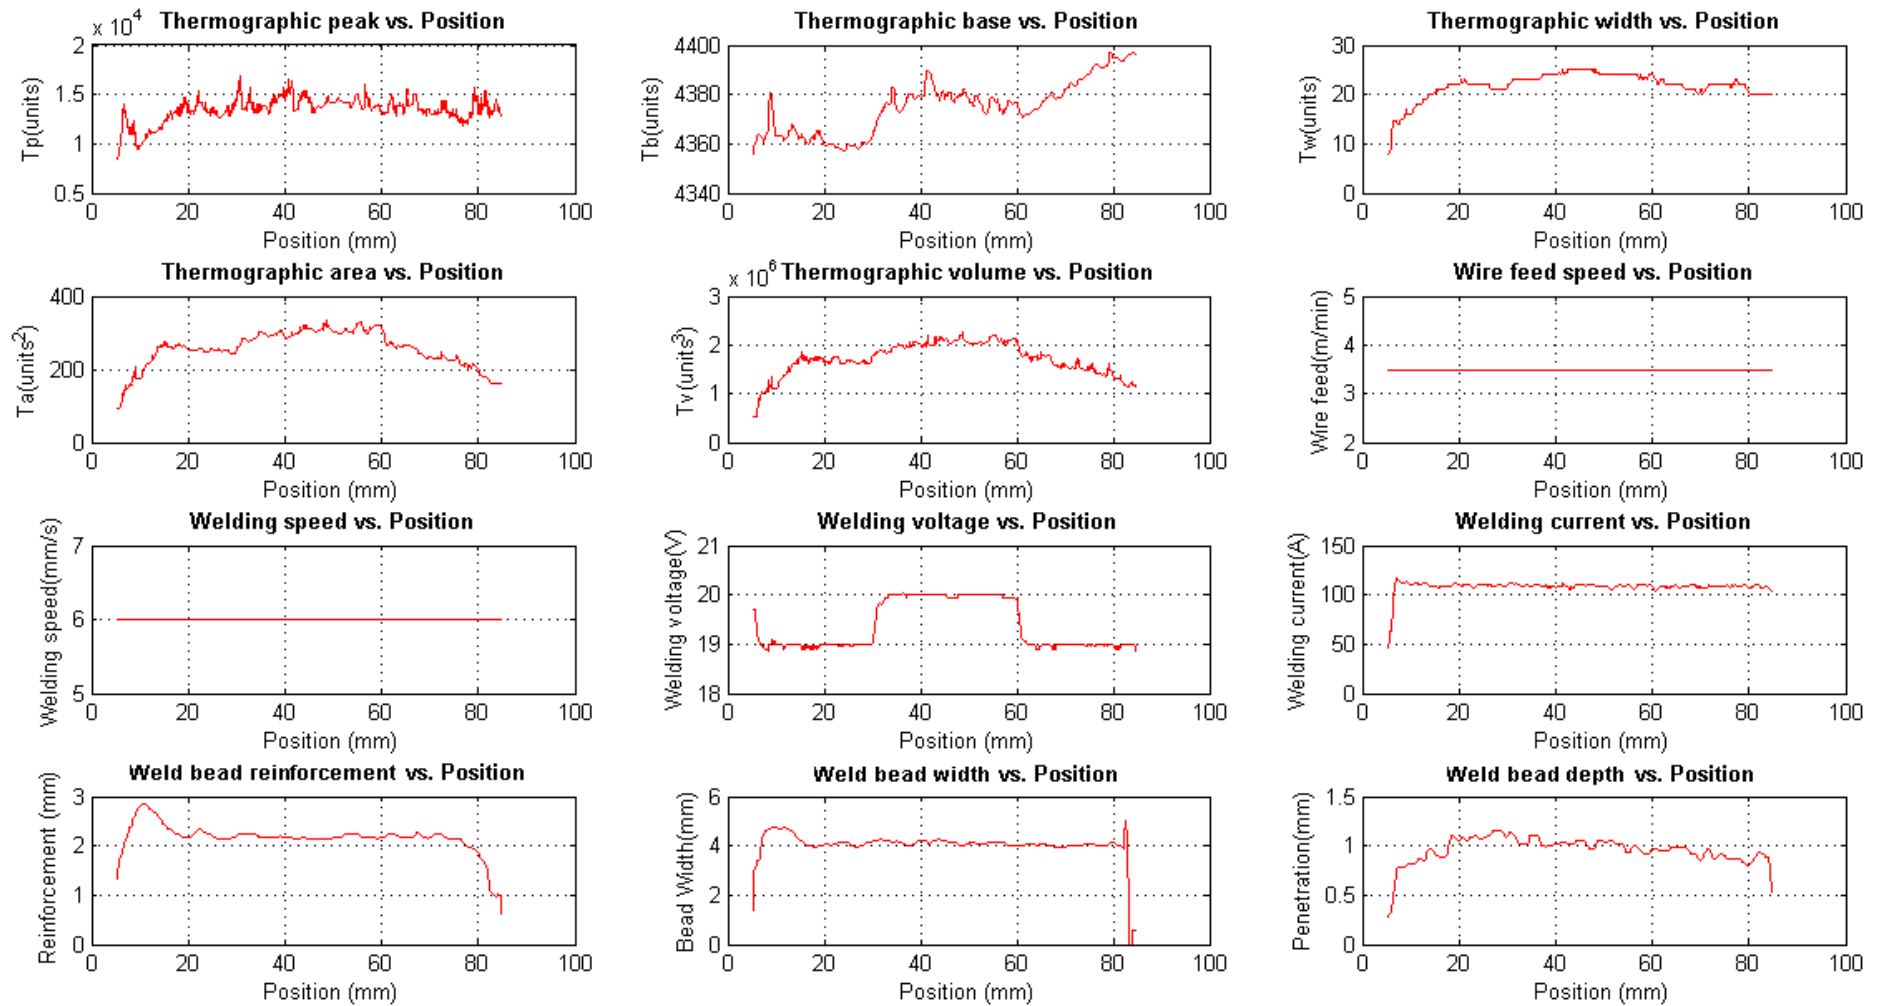 Thermographic peak vs. Position
x 10^4
Tp(units)
2
1.5
1
0.5
0 20 40 60 80 100
Position (mm)
Thermographic base vs. Position
Tb(units)
4400
4380
4360
4340
0 20 40 60 80 100
Position (mm)
Thermographic width vs. Position
Tw(units)
30
20
10
0
0 20 40 60 80 100
Position (mm)
Thermographic area vs. Position
Ta(units^2)
400
200
0
0 20 40 60 80 100
Position (mm)
x 10^6 Thermographic volume vs. Position
Tv(units^3)
3
2
1
0
0 20 40 60 80 100
Position (mm)
Wire feed speed vs. Position
Wire feed(m/min)
5
4
3
2
0 20 40 60 80 100
Position (mm)
Welding speed vs. Position
Welding speed(mm/s)
7
6
5
0 20 40 60 80 100
Position (mm)
Welding voltage vs. Position
Welding voltage(V)
21
20
19
18
0 20 40 60 80 100
Position (mm)
Welding current vs. Position
Welding current(A)
150
100
50
0
0 20 40 60 80 100
Position (mm)
Weld bead reinforcement vs. Position
Reinforcement (mm)
3
2
1
0
0 20 40 60 80 100
Position (mm)
Weld bead width vs. Position
Bead Width(mm)
6
4
2
0
0 20 40 60 80 100
Position (mm)
Weld bead depth vs. Position
Penetration(mm)
1.5
1
0.5
0
0 20 40 60 80 100
Position (mm)